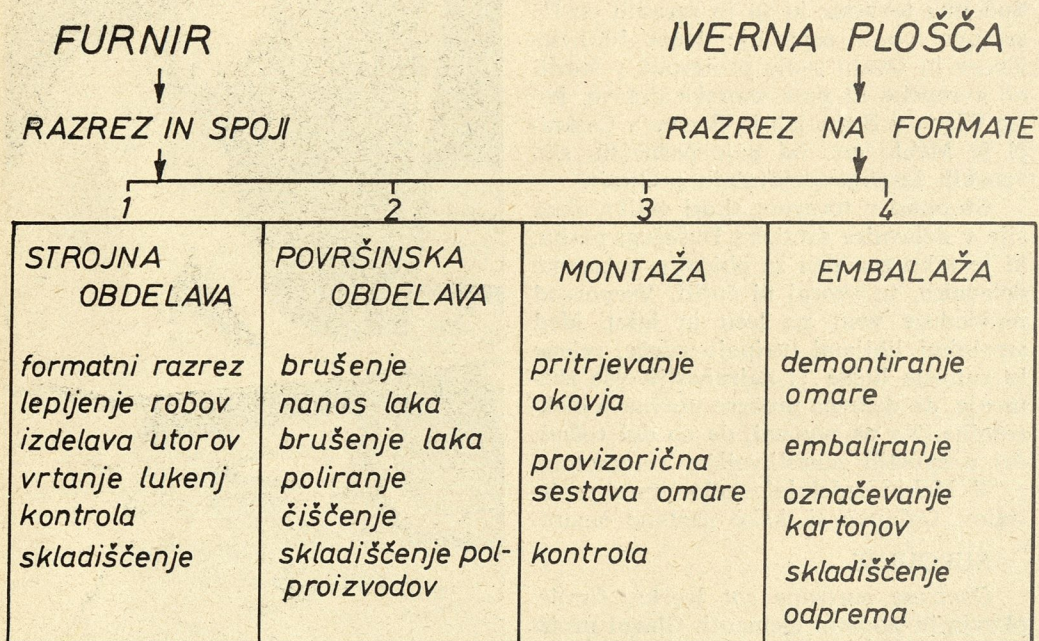 FURNIR
IVERNA PLOŠČA
RAZREZ IN SPOJI
RAZREZ NA FORMATE
1
2
3
4
STROJNA
OBDELAVA
formatni razrez
lepljenje robov
izdelava utorov
vrtanje lukenj
kontrola
skladiščenje
POVRŠINSKA
OBDELAVA
brušenje
nanos laka
brušenje laka
poliranje
čiščenje
skladiščenje pol-
proizvodov
MONTAŽA
pritrjevanje
okovja
provizorična
sestava omare
kontrola
EMBALAŽA
demontiranje
omare
embaliranje
označevanje
kartonov
skladiščenje
odprema